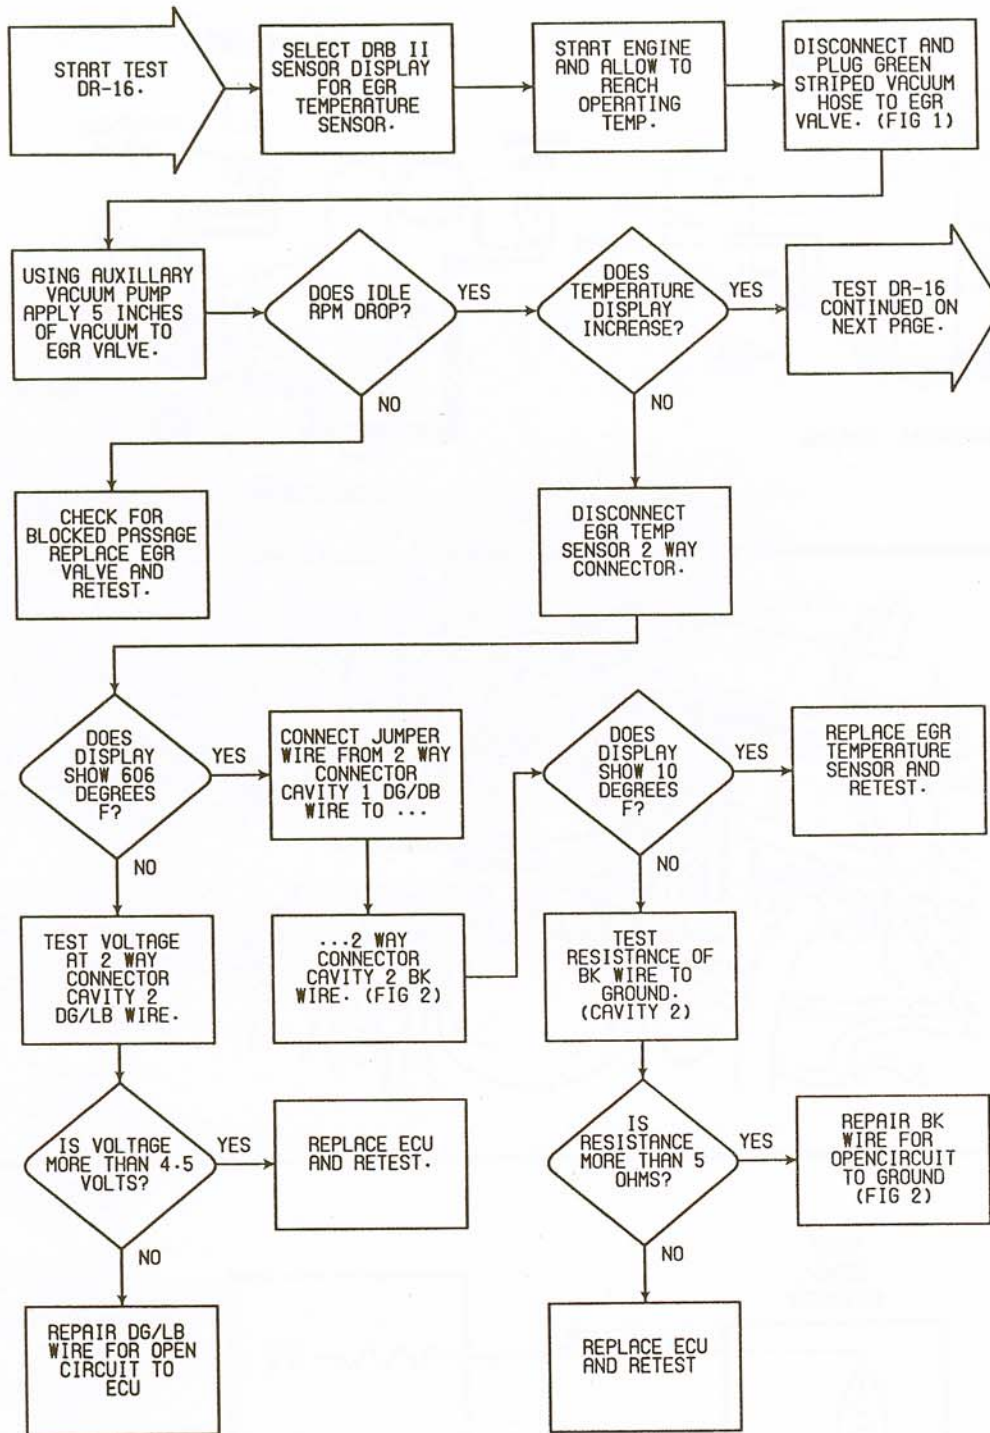 START TEST
DR-16.
SELECT DRB II
SENSOR DISPLAY
FOR EGR
TEMPERATURE
SENSOR.
START ENGINE
AND ALLOW TO
REACH
OPERATING
TEMP.
DISCONNECT AND
PLUG GREEN
STRIPED VACUUM
HOSE TO EGR
VALVE. (FIG 1)
USING AUXILLARY
VACUUM PUMP
APPLY 5 INCHES
OF VACUUM TO
EGR VALVE.
DOES IDLE
RPM DROP?
YES
NO
DOES
TEMPERATURE
DISPLAY
INCREASE?
YES
NO
TEST DR-16
CONTINUED ON
NEXT PAGE.
CHECK FOR
BLOCKED PASSAGE
REPLACE EGR
VALVE AND
RETEST.
DISCONNECT
EGR TEMP
SENSOR 2 WAY
CONNECTOR.
DOES
DISPLAY
SHOW 606
DEGREES
F?
YES
NO
CONNECT JUMPER
WIRE FROM 2 WAY
CONNECTOR
CAVITY 1 DG/DB
WIRE TO ...
DOES
DISPLAY
SHOW 10
DEGREES
F?
YES
NO
REPLACE EGR
TEMPERATURE
SENSOR AND
RETEST.
TEST VOLTAGE
AT 2 WAY
CONNECTOR
CAVITY 2
DG/LB WIRE.
...2 WAY
CONNECTOR
CAVITY 2 BK
WIRE. (FIG 2)
TEST
RESISTANCE OF
BK WIRE TO
GROUND.
(CAVITY 2)
IS VOLTAGE
MORE THAN 4.5
VOLTS?
YES
NO
REPLACE ECU
AND RETEST.
IS
RESISTANCE
MORE THAN 5
OHMS?
YES
NO
REPAIR BK
WIRE FOR
OPENCIRCUIT
TO GROUND
(FIG 2)
REPAIR DG/LB
WIRE FOR OPEN
CIRCUIT TO
ECU
REPLACE ECU
AND RETEST